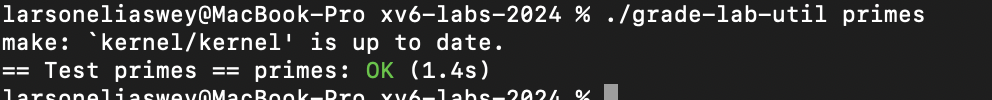 larsoneliaswey@MacBook-Pro xv6-labs-2024 % ./grade-lab-util primes
make: `kernel/kernel' is up to date.
== Test primes == primes: OK (1.4s)
larsoneliaswey@MacBook-Pro xv6-labs-2024 %